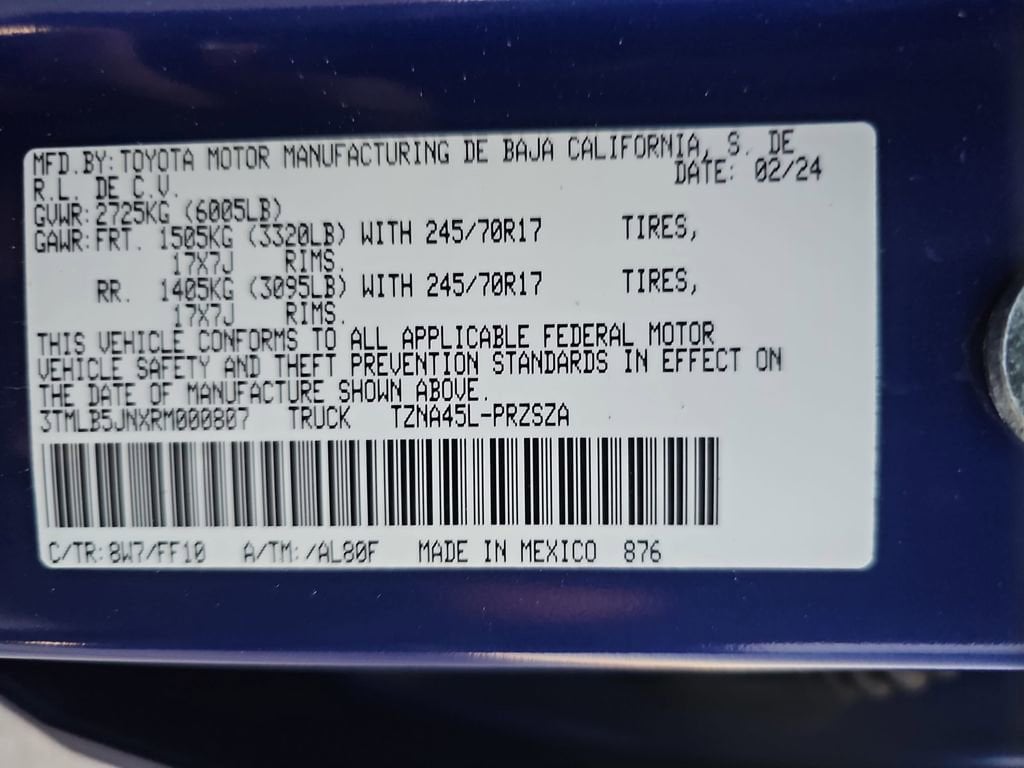 MFD.BY: TOYOTA MOTOR MANUFACTURING DE BAJA CALIFORNIA, S. DE
R.L. DE C.V. DATE: 02/24
GVWR: 2725KG (6005LB)
GAWR: FRT. 1505KG (3320LB) WITH 245/70R17 TIRES,
17X7J RIMS.
RR. 1405KG (3095LB) WITH 245/70R17 TIRES,
17X7J RIMS.
THIS VEHICLE CONFORMS TO ALL APPLICABLE FEDERAL MOTOR
VEHICLE SAFETY AND THEFT PREVENTION STANDARDS IN EFFECT ON
THE DATE OF MANUFACTURE SHOWN ABOVE.
3TMLB5JNXRM000807 TRUCK TZNA45L-PRZSZA
C/TR: 8W7/FF10 A/TM: /AL80F MADE IN MEXICO 876